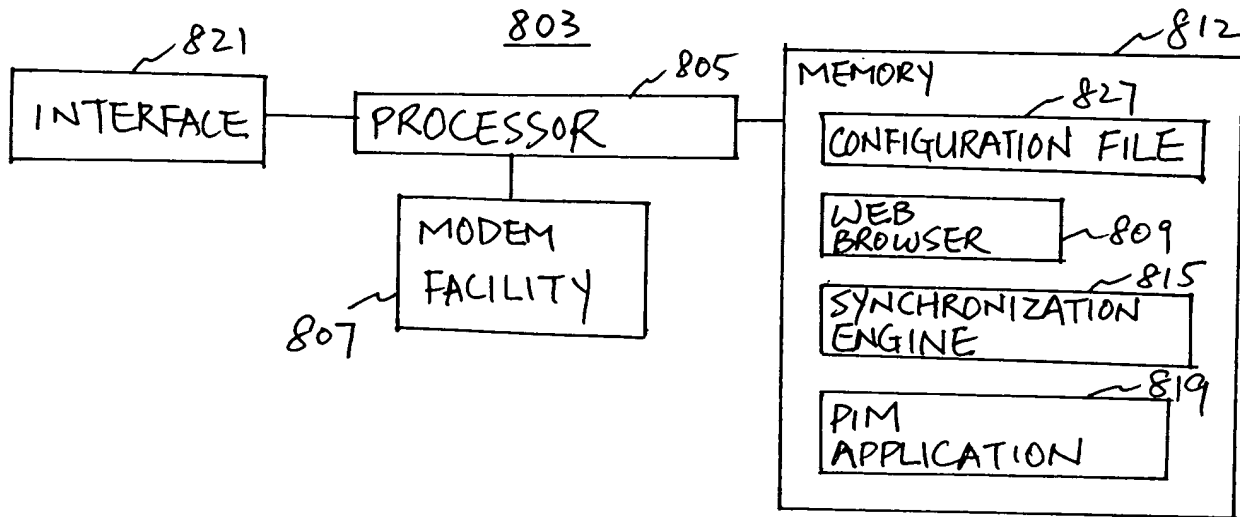 803
821
INTERFACE
805
PROCESSOR
MODEM
FACILITY
807
812
MEMORY
827
CONFIGURATION FILE
WEB
BROWSER
809
815
SYNCHRONIZATION
ENGINE
819
PIM
APPLICATION